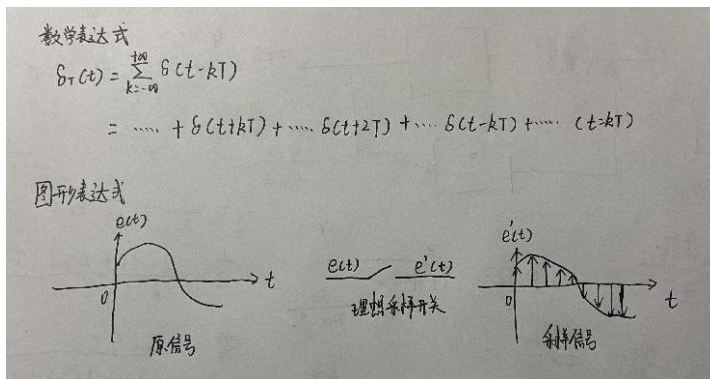 数学表达式
δT(t) = ∑ δ(t-kT)
+∞
k=-∞
= ..... + δ(t+kT) + .... δ(t+2T) + .... δ(t-kT) + ..... (t=kT)
图形表达式
e(t)
0
t
原信号
e(t) e'(t)
理想采样开关
e'(t)
0
t
采样信号